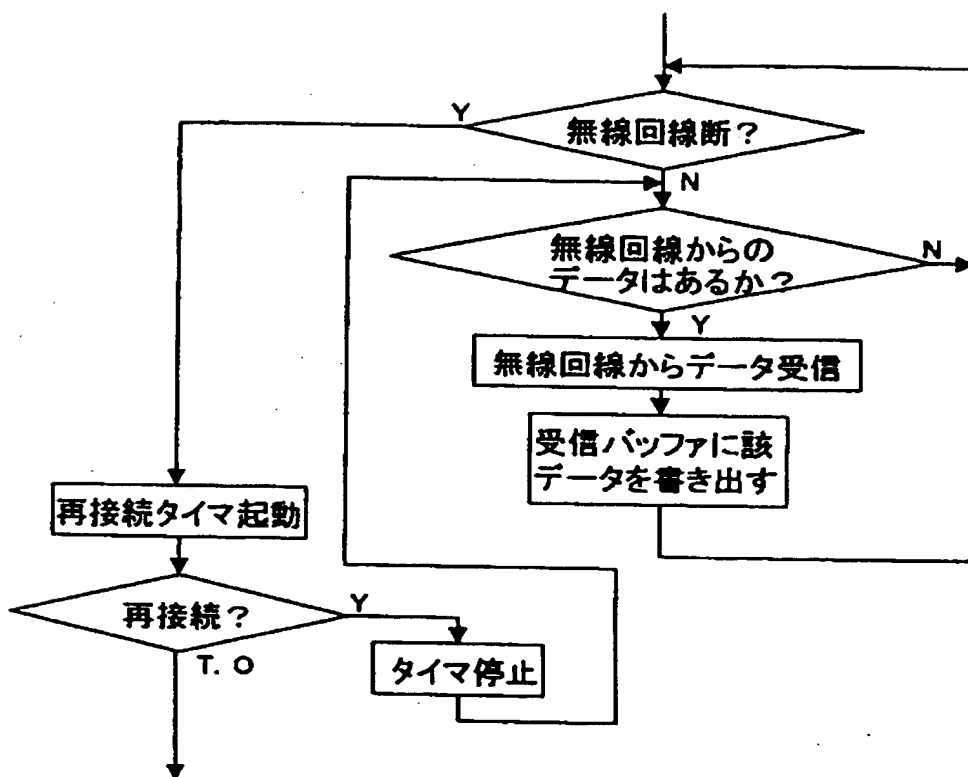 Y
無線回線断？
N
無線回線からの
データはあるか？
N
Y
無線回線からデータ受信
受信バッファに該
データを書き出す
再接続タイマ起動
再接続？
Y
T. O
タイマ停止